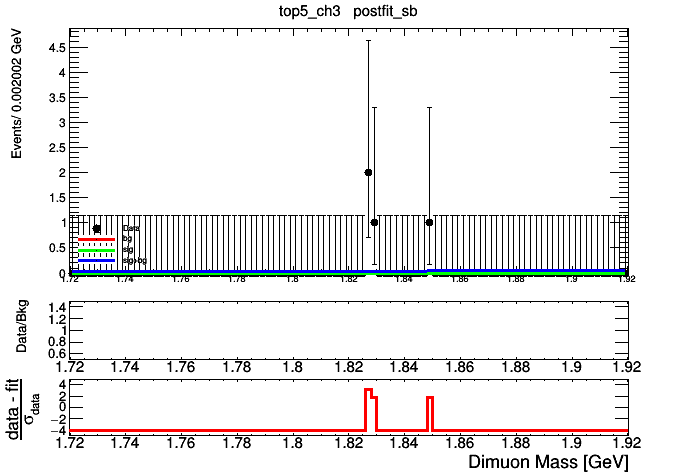 top5_ch3 postfit_sb
Events/ 0.002002 GeV
4.5
4
3.5
3
2.5
2
1.5
1
0.5
0
Data
bg
sig
sig+bg
1.72 1.74 1.76 1.78 1.8 1.82 1.84 1.86 1.88 1.9 1.92
Data/Bkg
1.4
1.2
1
0.8
0.6
1.72 1.74 1.76 1.78 1.8 1.82 1.84 1.86 1.88 1.9 1.92
data - fit
σdata
4
2
0
−2
−4
1.72 1.74 1.76 1.78 1.8 1.82 1.84 1.86 1.88 1.9 1.92
Dimuon Mass [GeV]